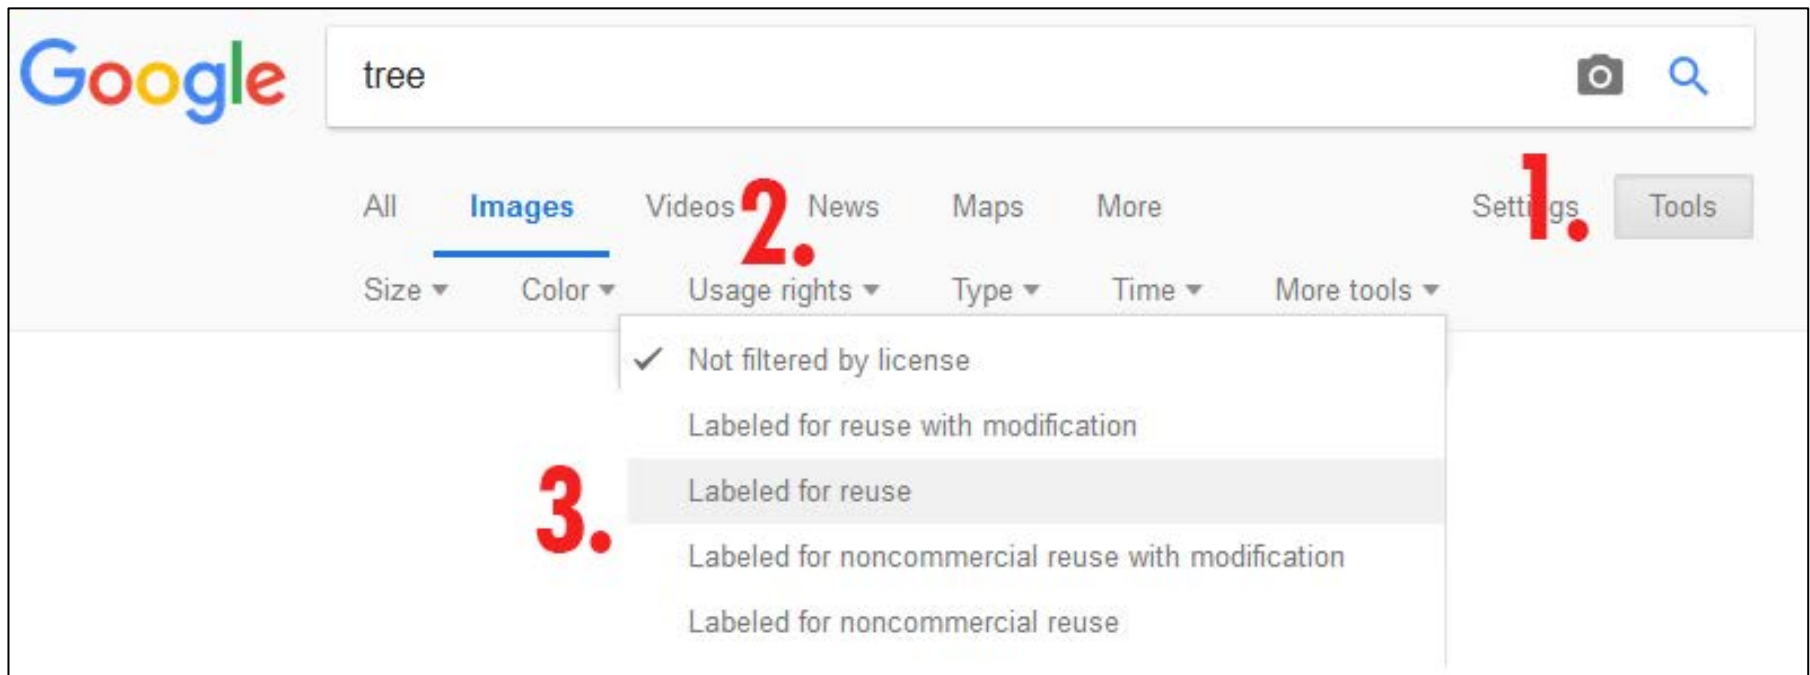 Google tree
1.
All Images Videos 2. News Maps More Settings Tools
Size Color Usage rights Type Time More tools
Not filtered by license
Labeled for reuse with modification
3. Labeled for reuse
Labeled for noncommercial reuse with modification
Labeled for noncommercial reuse